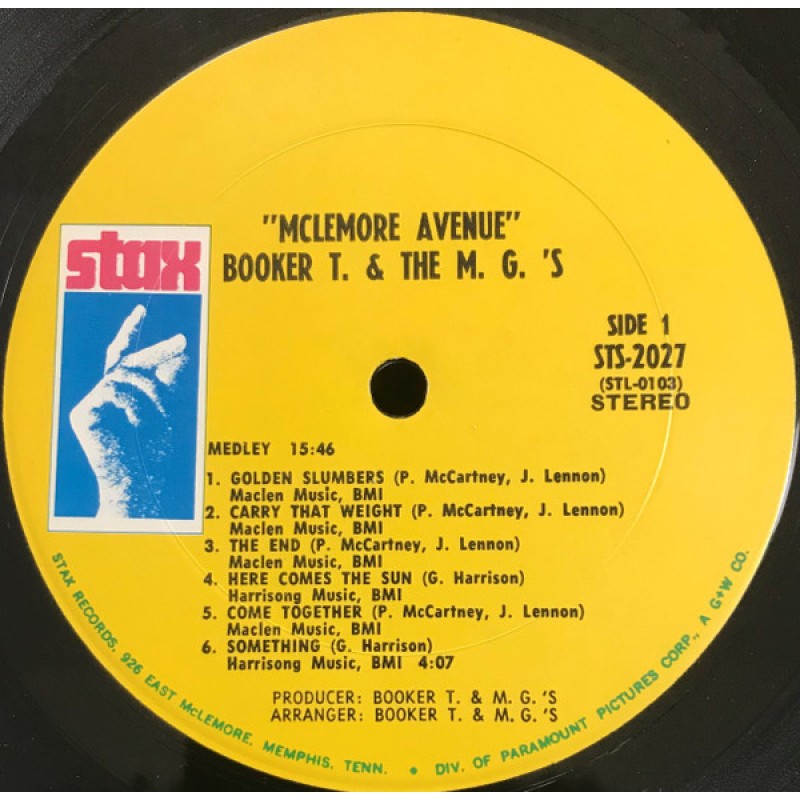 "MCLEMORE AVENUE"
BOOKER T. & THE M. G. 'S
stax
SIDE 1
STS-2027
(STL-0103)
STEREO
MEDLEY 15:46
1. GOLDEN SLUMBERS (P. McCartney, J. Lennon)
Maclen Music, BMI
2. CARRY THAT WEIGHT (P. McCartney, J. Lennon)
Maclen Music, BMI
3. THE END (P. McCartney, J. Lennon)
Maclen Music, BMI
4. HERE COMES THE SUN (G. Harrison)
Harrisong Music, BMI
5. COME TOGETHER (P. McCartney, J. Lennon)
Maclen Music, BMI
6. SOMETHING (G. Harrison)
Harrisong Music, BMI 4:07
PRODUCER: BOOKER T. & M. G. 'S
ARRANGER: BOOKER T. & M. G. 'S
STAX RECORDS, 926 EAST McLEMORE, MEMPHIS, TENN. • DIV. OF PARAMOUNT PICTURES CORP., A G+W CO.